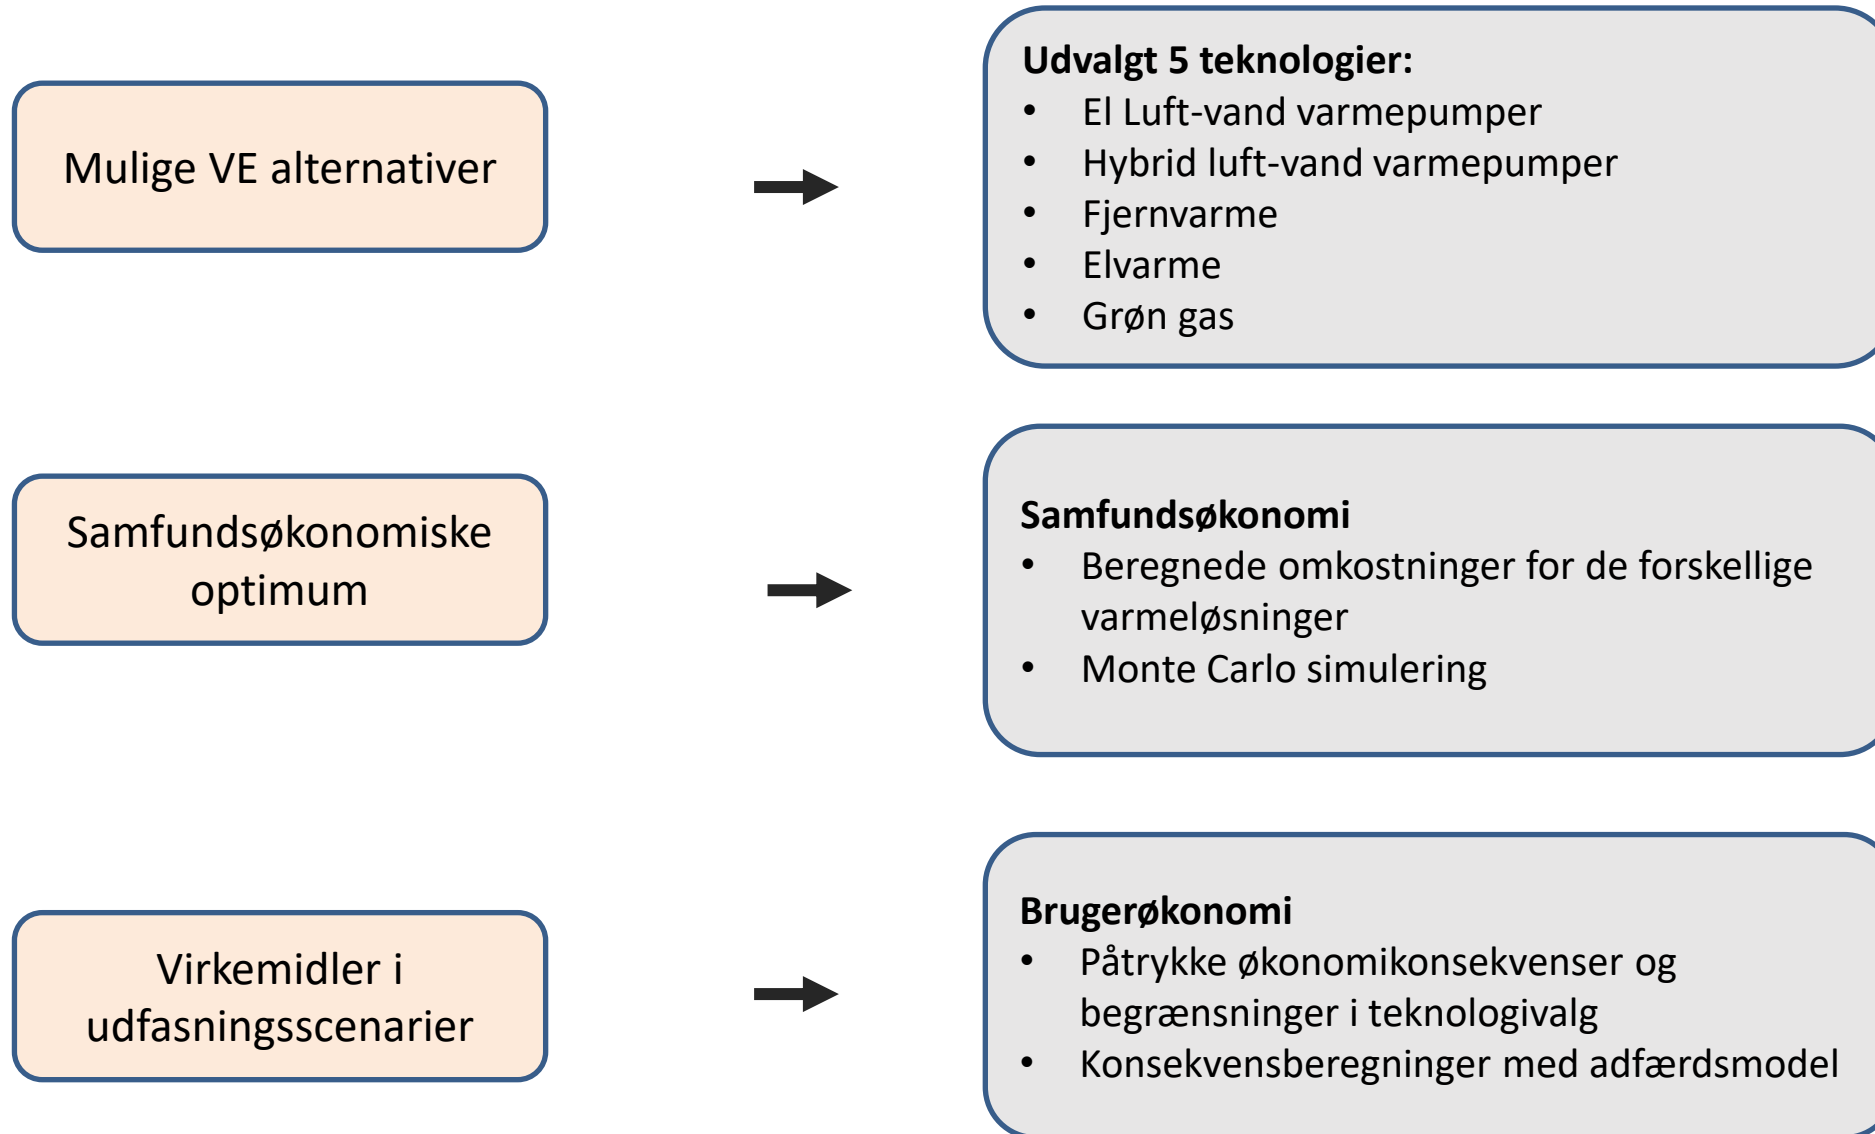 Mulige VE alternativer
Udvalgt 5 teknologier:
• El Luft-vand varmepumper
• Hybrid luft-vand varmepumper
• Fjernvarme
• Elvarme
• Grøn gas
Samfundsøkonomiske
optimum
Samfundsøkonomi
• Beregnede omkostninger for de forskellige
varmeløsninger
• Monte Carlo simulering
Virkemidler i
udfasningsscenarier
Brugerøkonomi
• Påtrykke økonomikonsekvenser og
begrænsninger i teknologivalg
• Konsekvensberegninger med adfærdsmodel